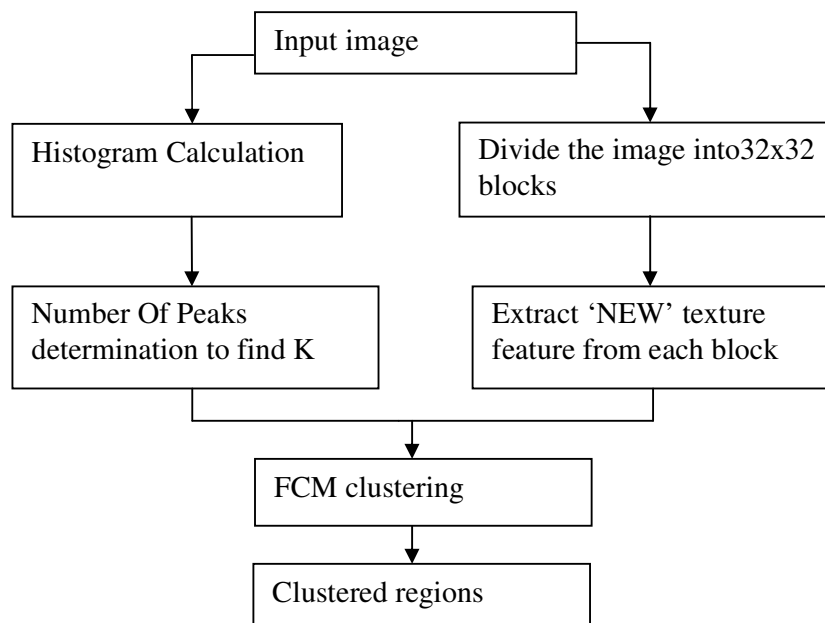 Input image
Histogram Calculation
Divide the image into32x32
blocks
Number Of Peaks
determination to find K
Extract ‘NEW’ texture
feature from each block
FCM clustering
Clustered regions